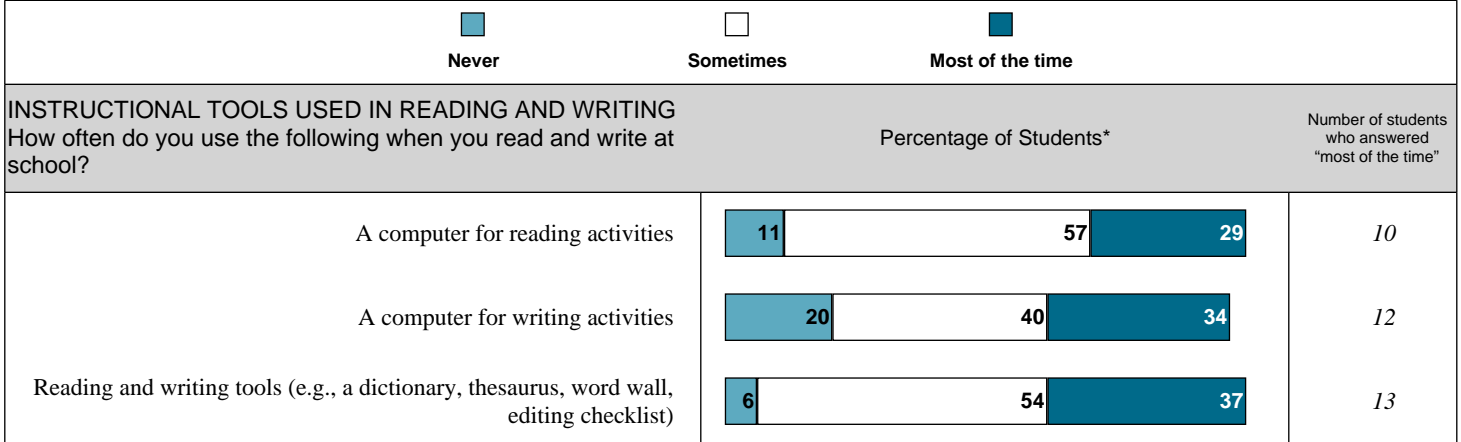 Never Sometimes Most of the time
INSTRUCTIONAL TOOLS USED IN READING AND WRITING
How often do you use the following when you read and write at
school?
Percentage of Students*
Number of students
who answered
“most of the time”
A computer for reading activities 11 57 29 10
A computer for writing activities 20 40 34 12
Reading and writing tools (e.g., a dictionary, thesaurus, word wall,
editing checklist) 6 54 37 13